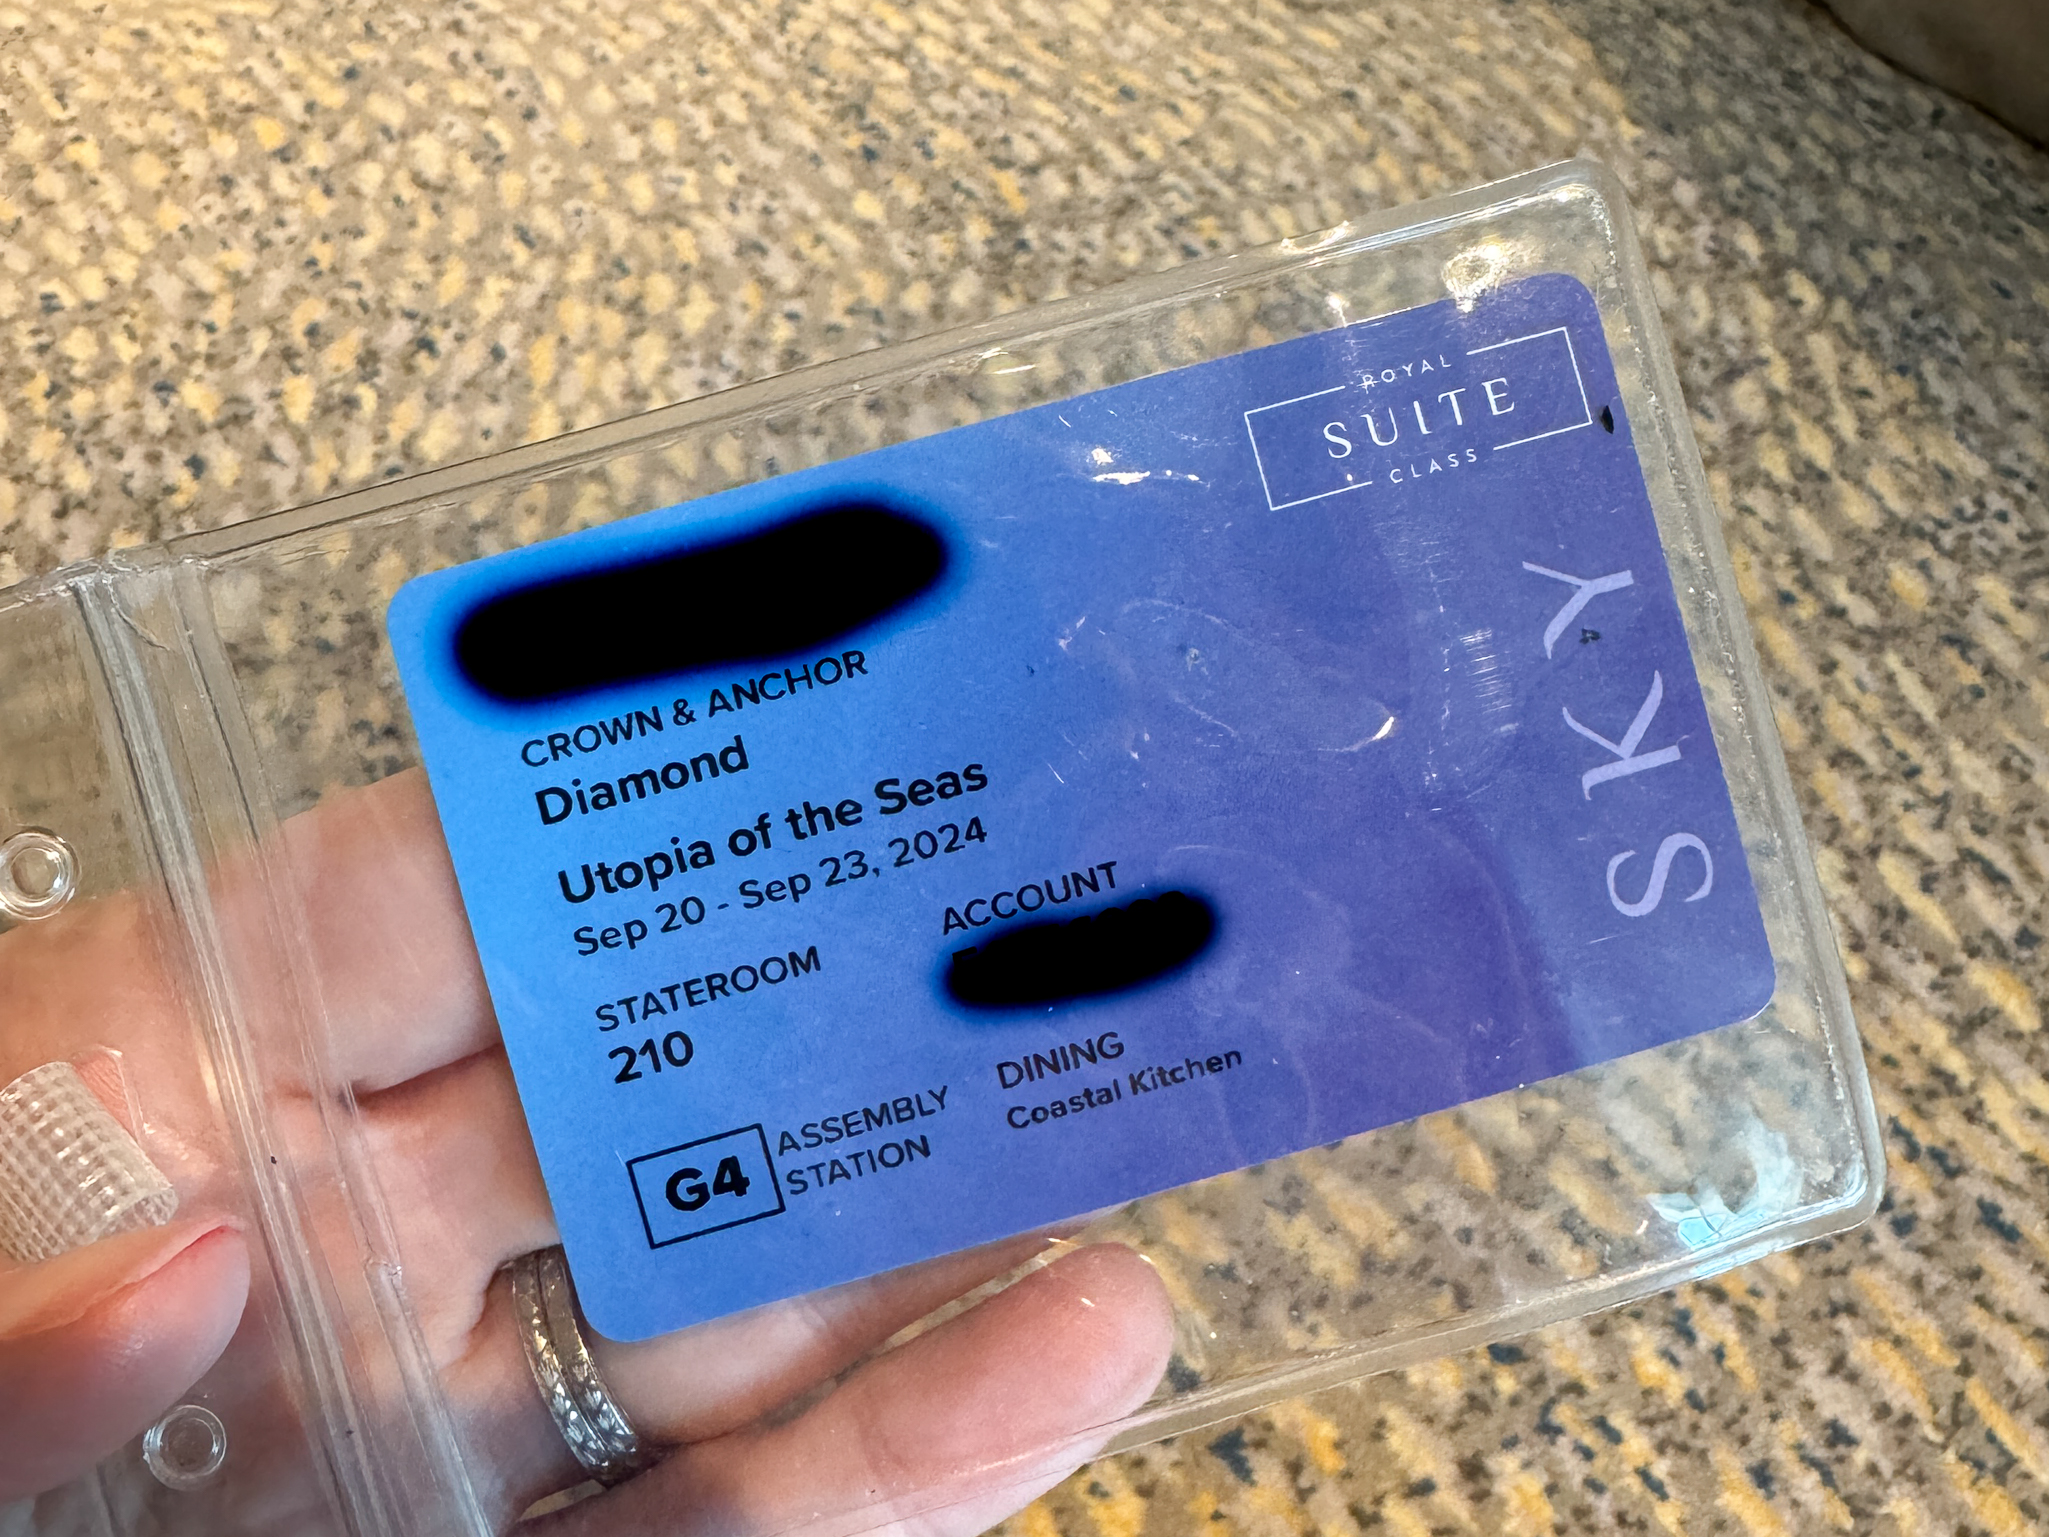 ROYAL
SUITE
CLASS
SKY
CROWN & ANCHOR
Diamond
Utopia of the Seas
Sep 20 - Sep 23, 2024
STATEROOM
210
ACCOUNT
G4
ASSEMBLY
STATION
DINING
Coastal Kitchen